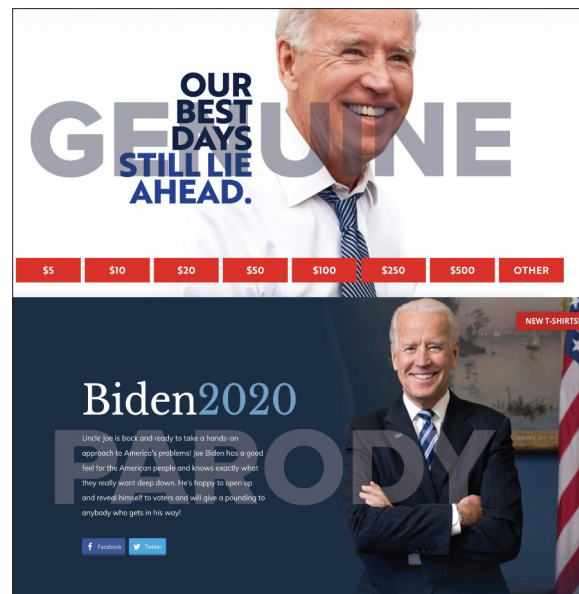 OUR
BEST
DAYS
STILL LIE
AHEAD.
GENUINE
$5 $10 $20 $50 $100 $250 $500 OTHER
NEW T-SHIRTS!
Biden2020
Uncle Joe is back and ready to take a hands-on
approach to America's problems! Joe Biden has a good
feel for the American people and knows exactly what
they really want deep down. He's happy to open up
and reveal himself to voters and will give a pounding to
anybody who gets in his way!
PARODY
Facebook Twitter